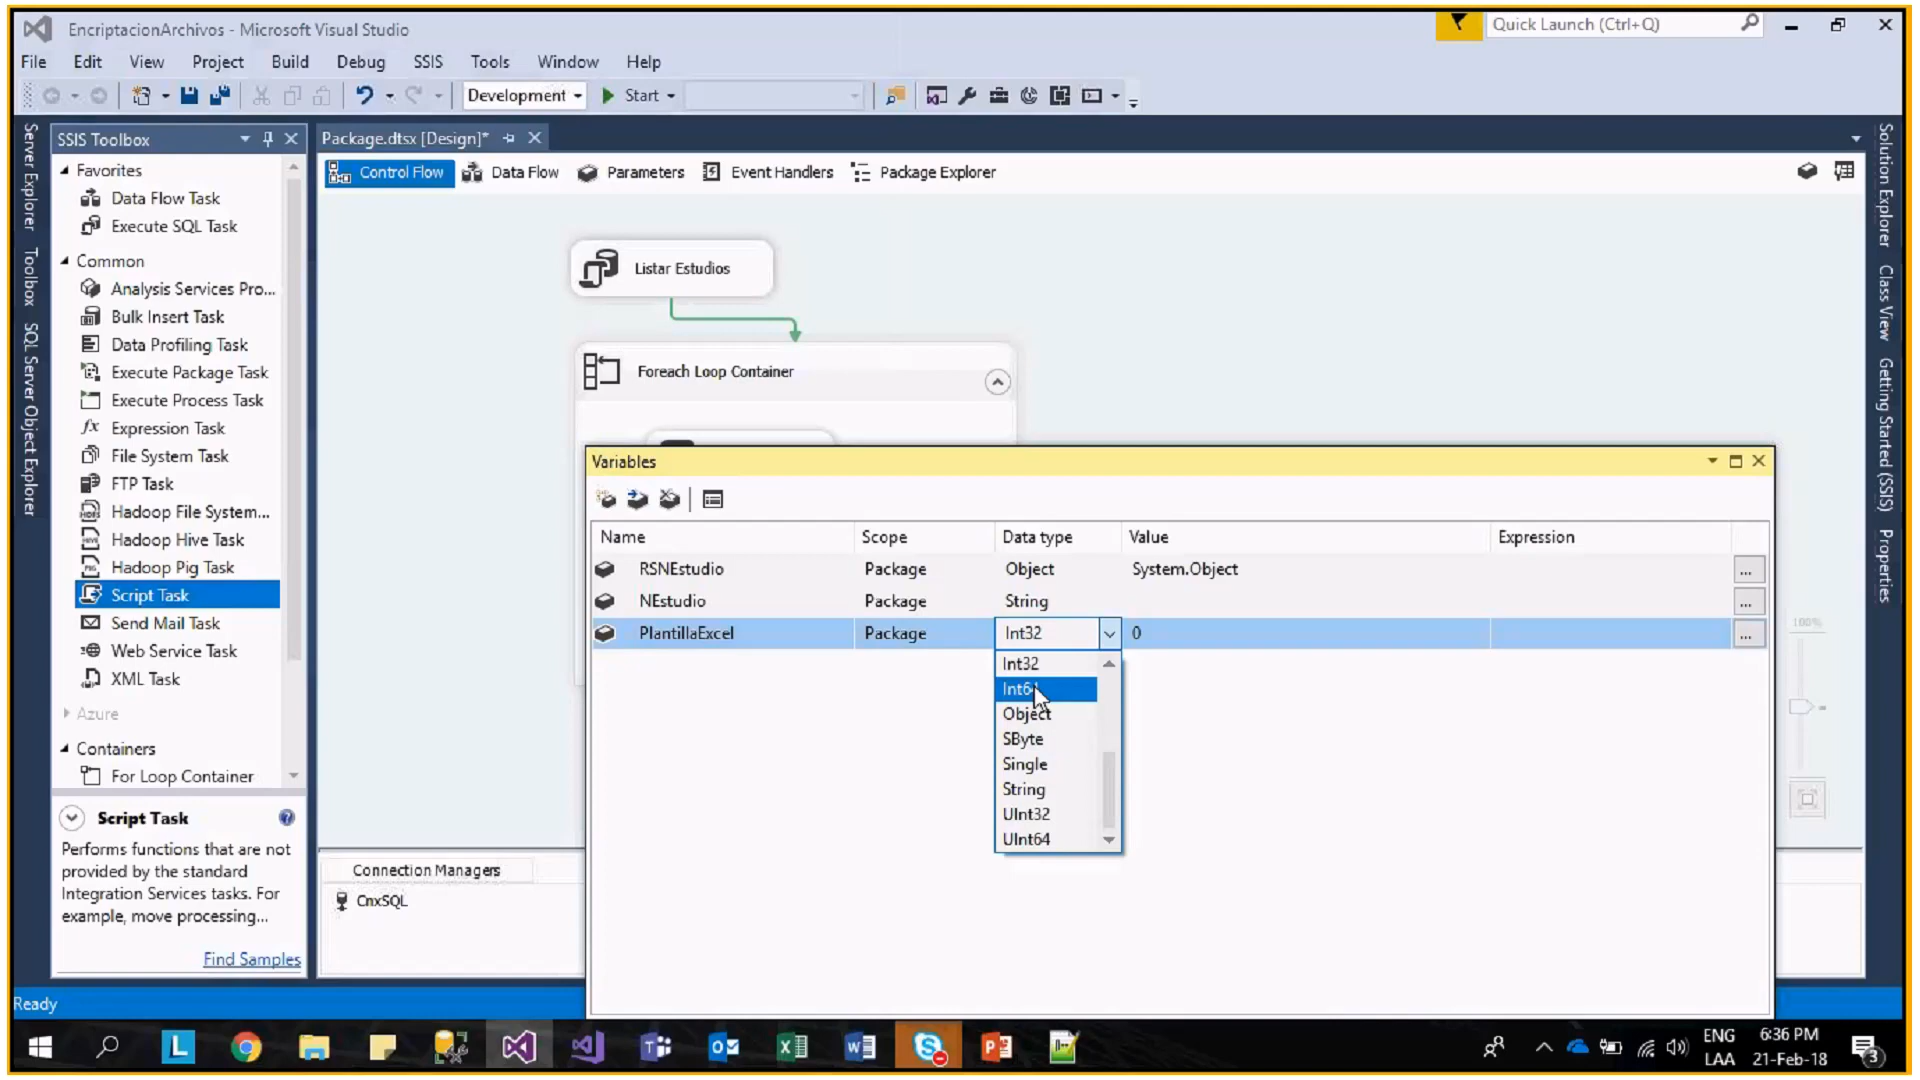 EncriptacionArchivos - Microsoft Visual Studio
Quick Launch (Ctrl+Q)
File Edit View Project Build Debug SSIS Tools Window Help
Development Start
Server Explorer
Toolbox
SQL Server Object Explorer
SSIS Toolbox
Favorites
Data Flow Task
Execute SQL Task
Common
Analysis Services Pro...
Bulk Insert Task
Data Profiling Task
Execute Package Task
Execute Process Task
Expression Task
File System Task
FTP Task
Hadoop File System...
Hadoop Hive Task
Hadoop Pig Task
Script Task
Send Mail Task
Web Service Task
XML Task
Azure
Containers
For Loop Container
Script Task
Performs functions that are not
provided by the standard
Integration Services tasks. For
example, move processing...
Find Samples
Package.dtsx [Design]*
Control Flow Data Flow Parameters Event Handlers Package Explorer
Listar Estudios
Foreach Loop Container
Variables
Name Scope Data type Value Expression
RSNEstudio Package Object System.Object ...
NEstudio Package String ...
PlantillaExcel Package Int32 0 ...
Int32
Int64
Object
SByte
Single
String
UInt32
UInt64
100%
Connection Managers
CnxSQL
Solution Explorer
Class View
Getting Started (SSIS)
Properties
Ready
ENG
LAA
6:36 PM
21-Feb-18
3